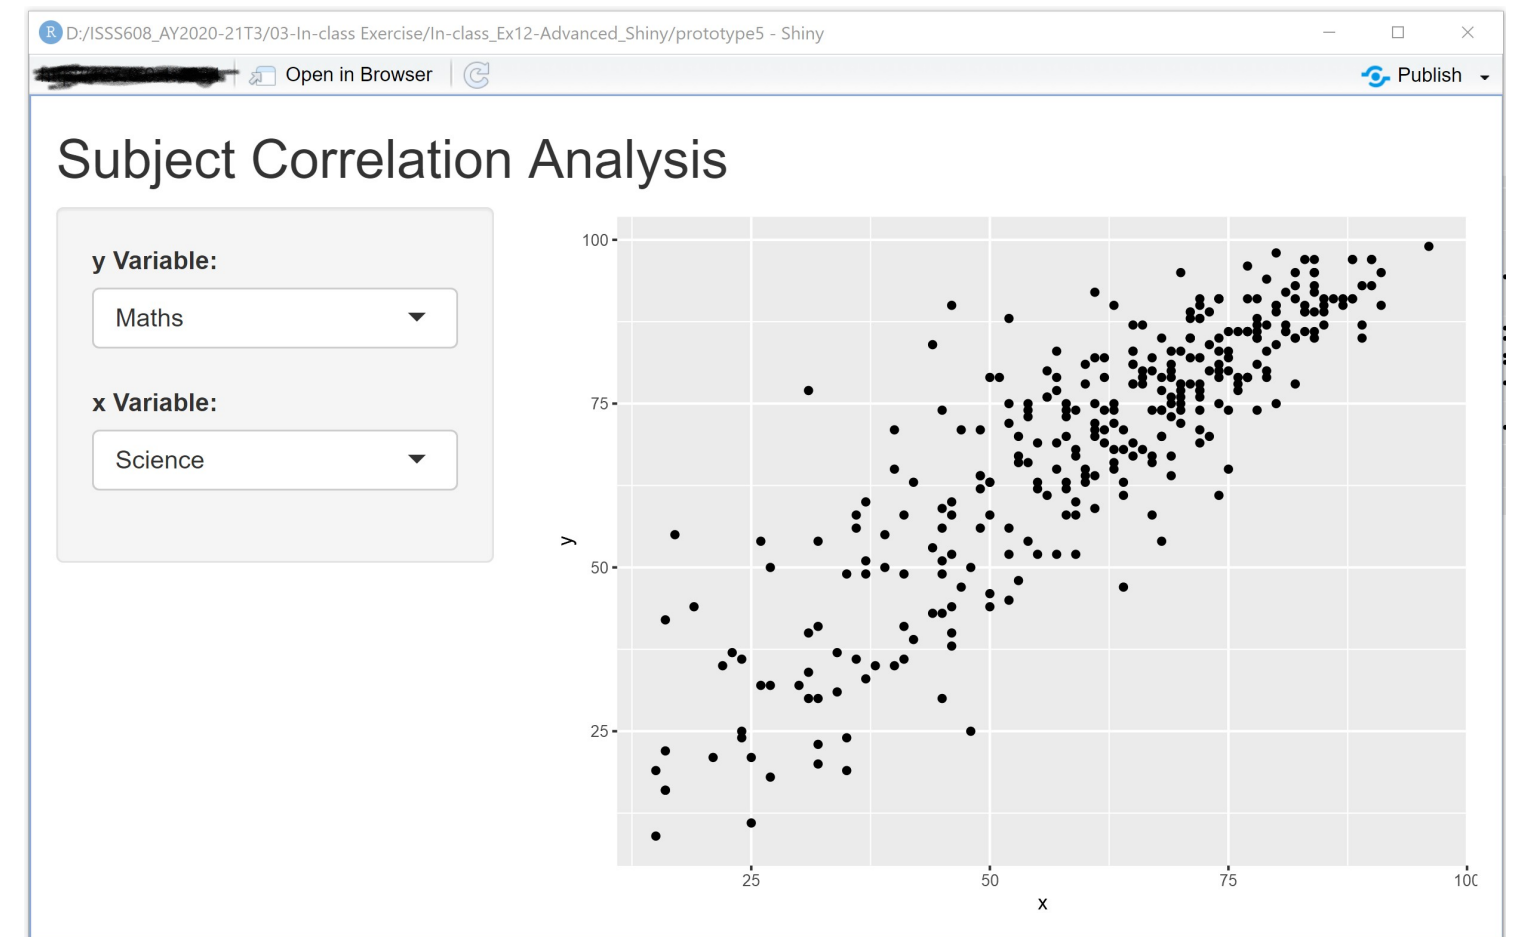 D:/ISSS608_AY2020-21T3/03-In-class Exercise/In-class_Ex12-Advanced_Shiny/prototype5 - Shiny
Open in Browser
Publish
Subject Correlation Analysis
y Variable:
Maths
x Variable:
Science
100
75
y
50
25
25 50 75 100
x